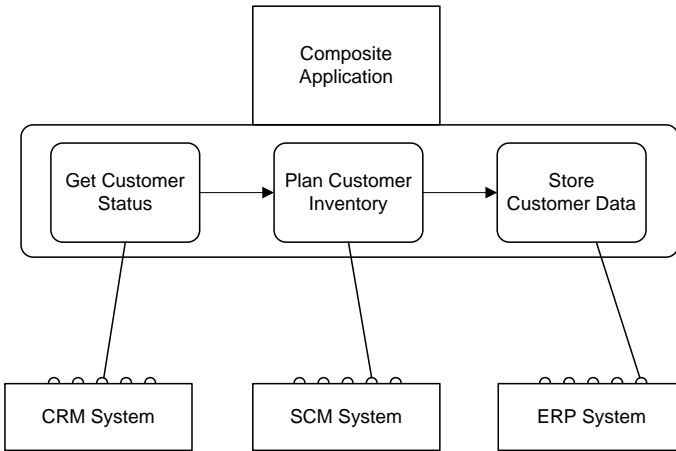 Composite
Application
Get Customer
Status
Plan Customer
Inventory
Store
Customer Data
CRM System
SCM System
ERP System